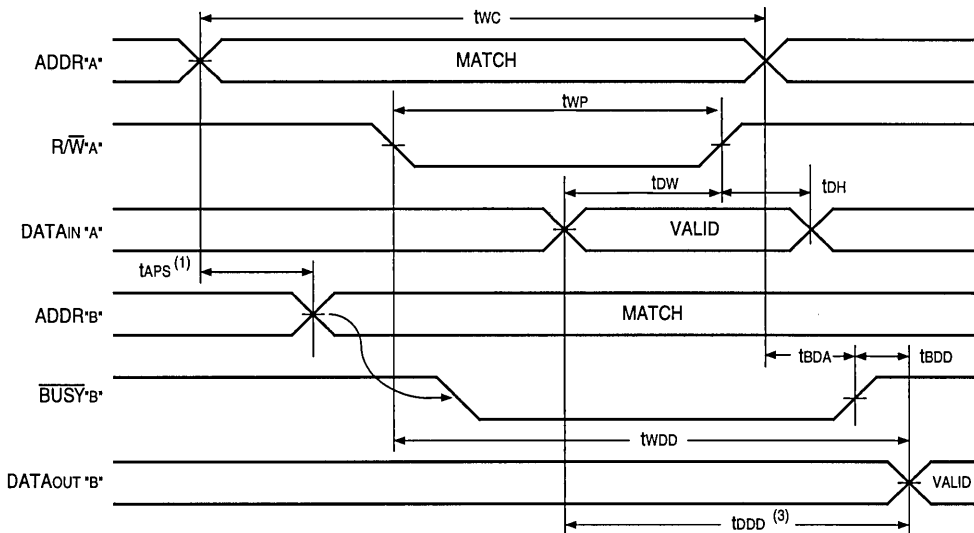 tWC
ADDR"A"
MATCH
tWP
R/W̅"A"
tDW
tDH
DATAIN "A"
VALID
tAPS (1)
ADDR"B"
MATCH
tBDA
tBDD
B̅U̅S̅Y̅"B"
tWDD
DATAOUT "B"
VALID
tDDD (3)